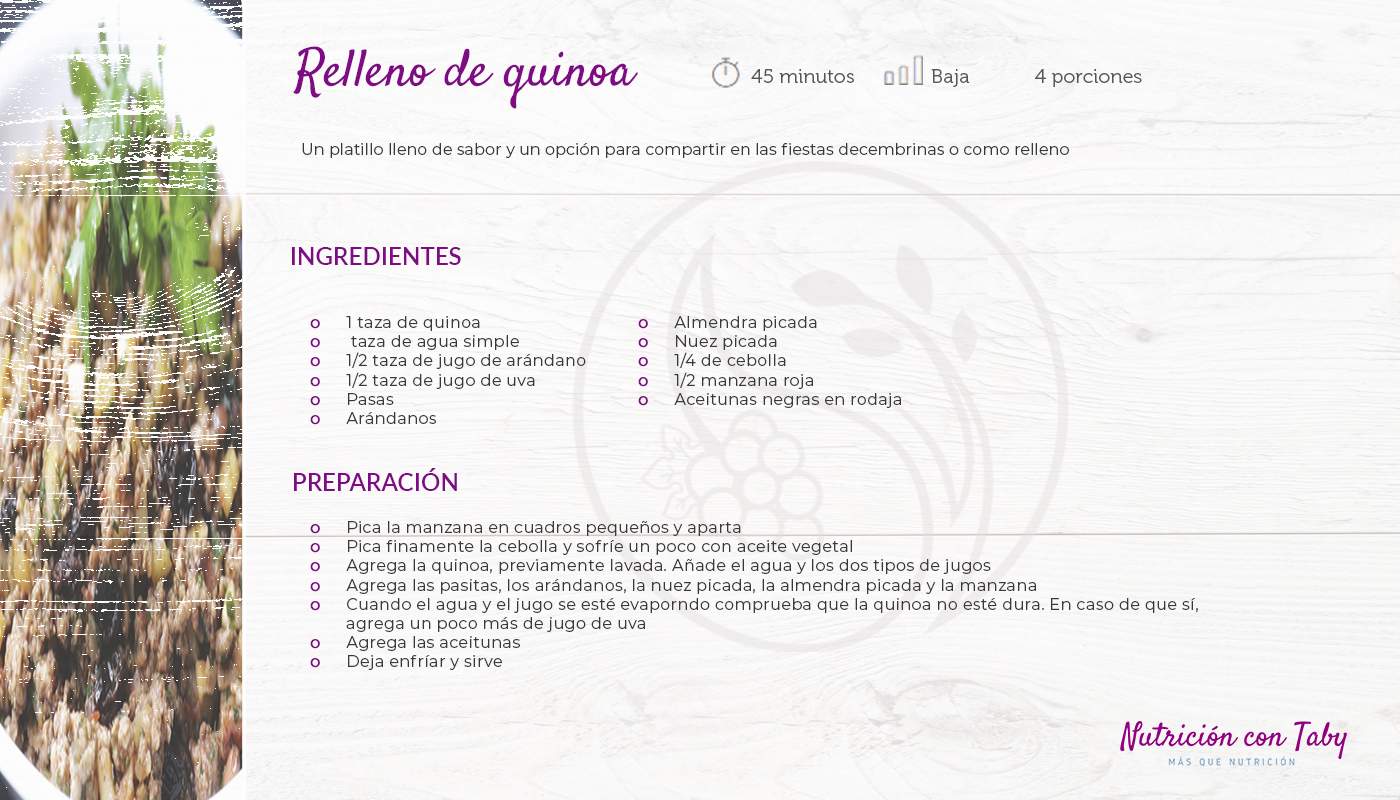 Relleno de quinoa
45 minutos
Baja
4 porciones
Un platillo lleno de sabor y un opción para compartir en las fiestas decembrinas o como relleno
INGREDIENTES
o 1 taza de quinoa
o taza de agua simple
o 1/2 taza de jugo de arándano
o 1/2 taza de jugo de uva
o Pasas
o Arándanos
o Almendra picada
o Nuez picada
o 1/4 de cebolla
o 1/2 manzana roja
o Aceitunas negras en rodaja
PREPARACIÓN
o Pica la manzana en cuadros pequeños y aparta
o Pica finamente la cebolla y sofríe un poco con aceite vegetal
o Agrega la quinoa, previamente lavada. Añade el agua y los dos tipos de jugos
o Agrega las pasitas, los arándanos, la nuez picada, la almendra picada y la manzana
o Cuando el agua y el jugo se esté evaporndo comprueba que la quinoa no esté dura. En caso de que sí,
agrega un poco más de jugo de uva
o Agrega las aceitunas
o Deja enfríar y sirve
Nutrición con Taby
MÁS QUE NUTRICIÓN